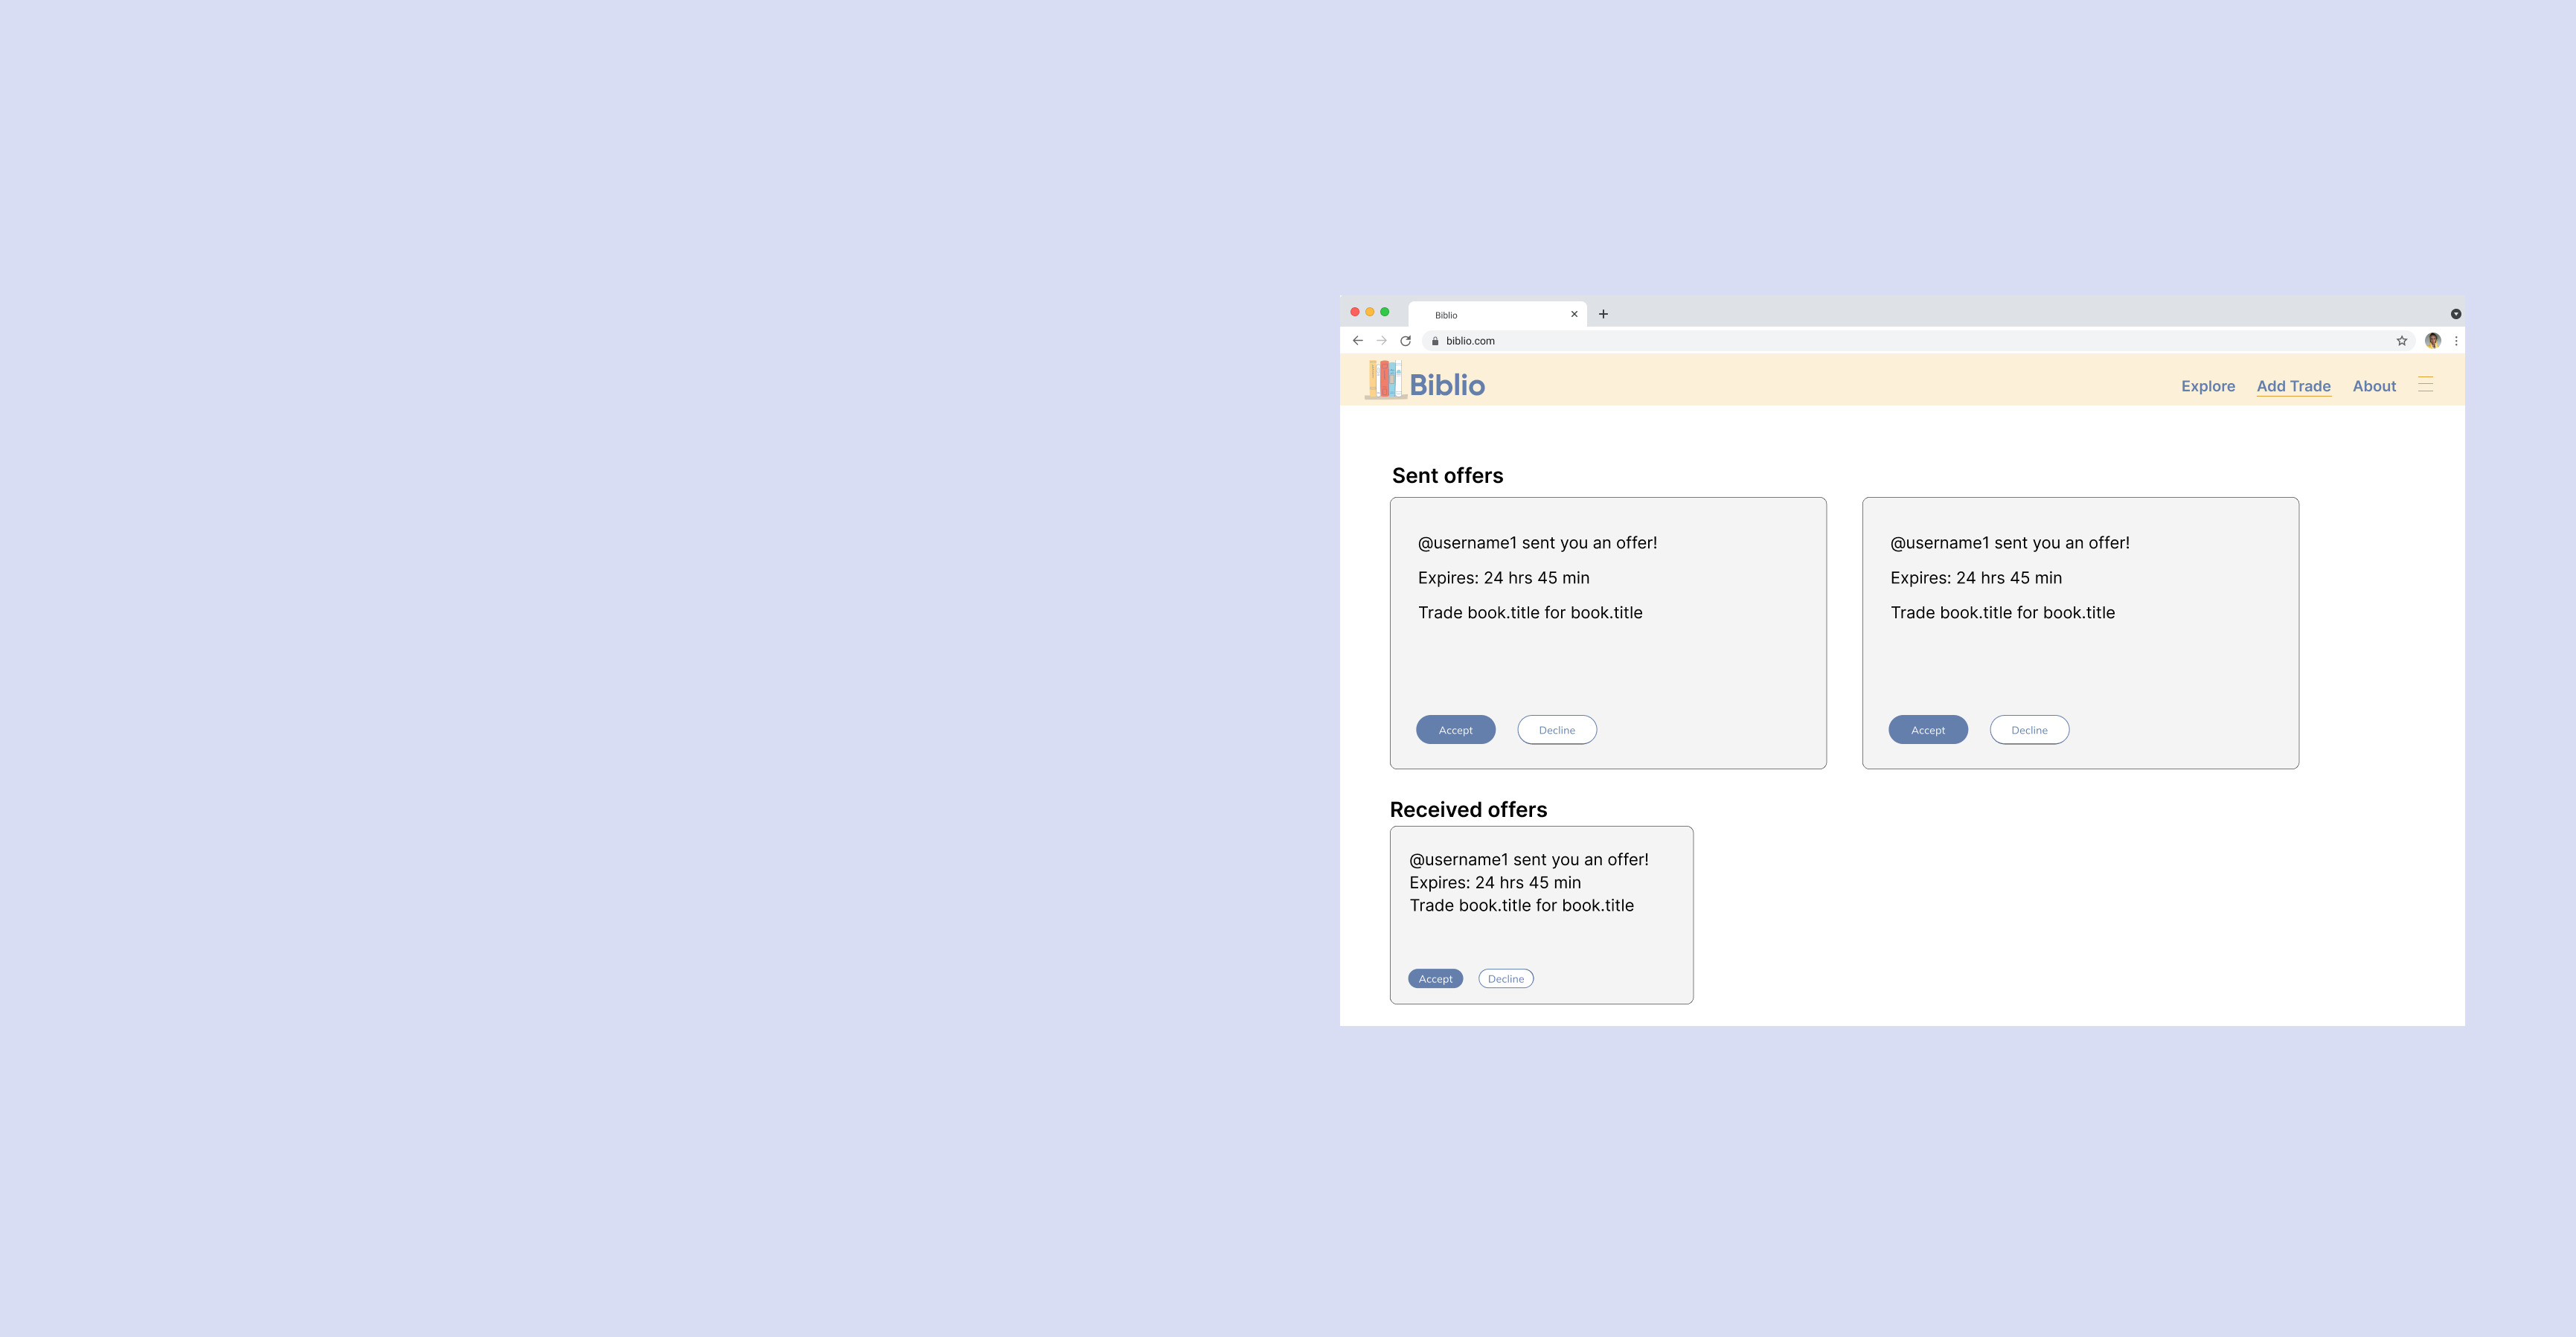 Biblio
biblio.com
Biblio
Explore Add Trade About
Sent offers
@username1 sent you an offer!
Expires: 24 hrs 45 min
Trade book.title for book.title
Accept Decline
@username1 sent you an offer!
Expires: 24 hrs 45 min
Trade book.title for book.title
Accept Decline
Received offers
@username1 sent you an offer!
Expires: 24 hrs 45 min
Trade book.title for book.title
Accept Decline